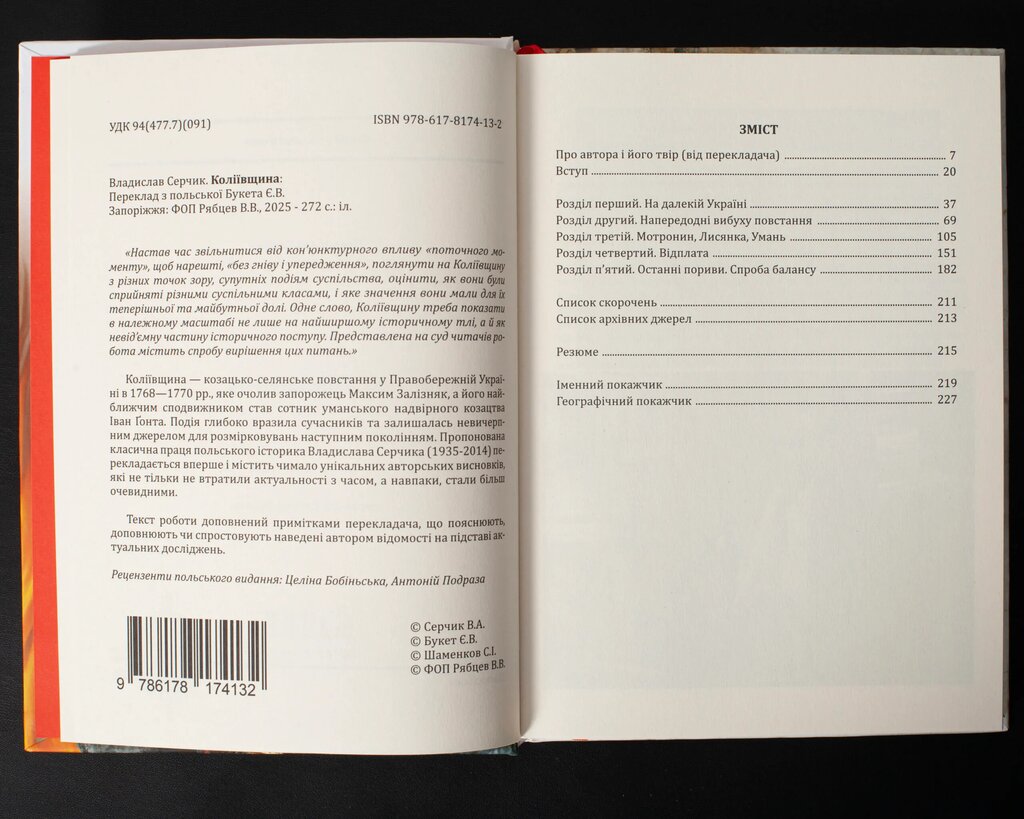 УДК 94(477.7)(091)
ISBN 978-617-8174-13-2
Владислав Серчик. Коліївщина:
Переклад з польської Букета Є.В.
Запоріжжя: ФОП Рябцев В.В., 2025 - 272 с.: іл.
«Настав час звільнитися від кон'юнктурного впливу «поточного мо-
менту», щоб нарешті, «без гніву і упередження», поглянути на Коліївщину
з різних точок зору, супутніх подіям суспільства, оцінити, як вони були
сприйняті різними суспільними класами, і яке значення вони мали для їх
теперішньої та майбутньої долі. Одне слово, Коліївщину треба показати
в належному масштабі не лише на найширшому історичному тлі, а й як
невід'ємну частину історичного поступу. Представлена на суд читачів ро-
бота містить спробу вирішення цих питань.»
Коліївщина — козацько-селянське повстання у Правобережній Украї-
ні в 1768—1770 рр., яке очолив запорожець Максим Залізняк, а його най-
ближчим сподвижником став сотник уманського надвірного козацтва
Іван Ґонта. Подія глибоко вразила сучасників та залишалась невичерп-
ним джерелом для розмірковувань наступним поколінням. Пропонована
класична праця польського історика Владислава Серчика (1935-2014) пе-
рекладається вперше і містить чимало унікальних авторських висновків,
які не тільки не втратили актуальності з часом, а навпаки, стали більш
очевидними.
Текст роботи доповнений примітками перекладача, що пояснюють,
доповнюють чи спростовують наведені автором відомості на підставі ак-
туальних досліджень.
Рецензенти польського видання: Целіна Бобіньська, Антоній Подраза
© Серчик В.А.
© Букет Є.В.
© Шаменков С.І.
© ФОП Рябцев В.В.
9 786178 174132
ЗМІСТ
Про автора і його твір (від перекладача) ........ 7
Вступ ........ 20
Розділ перший. На далекій Україні ........ 37
Розділ другий. Напередодні вибуху повстання ........ 69
Розділ третій. Мотронин, Лисянка, Умань ........ 105
Розділ четвертий. Відплата ........ 151
Розділ п'ятий. Останні пориви. Спроба балансу ........ 182
Список скорочень ........ 211
Список архівних джерел ........ 213
Резюме ........ 215
Іменний покажчик ........ 219
Географічний покажчик ........ 227